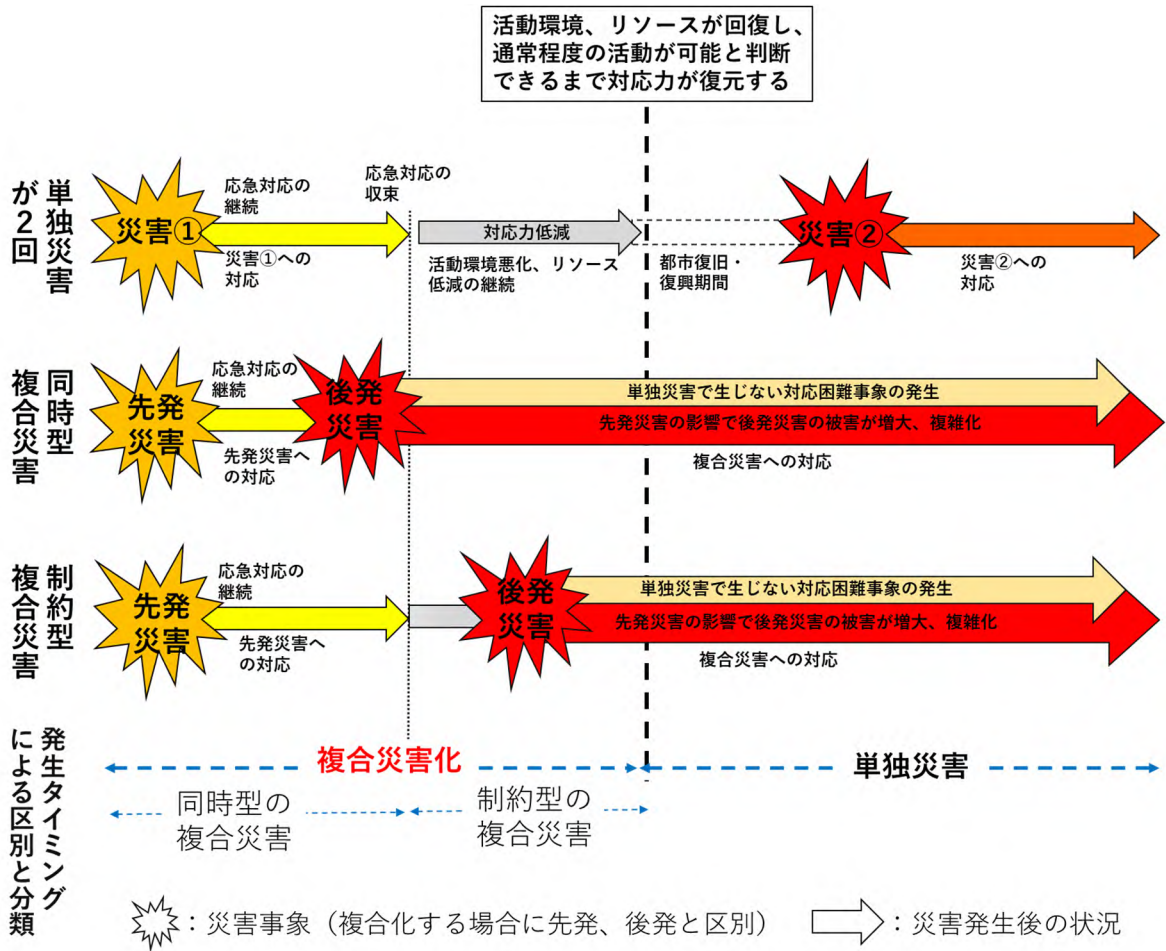 活動環境、リソースが回復し、
通常程度の活動が可能と判断
できるまで対応力が復元する
単独災害
が2回
災害①
応急対応の
継続
災害①への
対応
応急対応の
収束
対応力低減
活動環境悪化、リソース
低減の継続
都市復旧・
復興期間
災害②
災害②への
対応
同時型
複合災害
先発
災害
応急対応の
継続
先発災害へ
の対応
後発
災害
単独災害で生じない対応困難事象の発生
先発災害の影響で後発災害の被害が増大、複雑化
複合災害への対応
制約型
複合災害
先発
災害
応急対応の
継続
先発災害へ
の対応
後発
災害
単独災害で生じない対応困難事象の発生
先発災害の影響で後発災害の被害が増大、複雑化
複合災害への対応
発生タイミング
による区別と分類
複合災害化
単独災害
同時型の
複合災害
制約型の
複合災害
：災害事象（複合化する場合に先発、後発と区別）
：災害発生後の状況